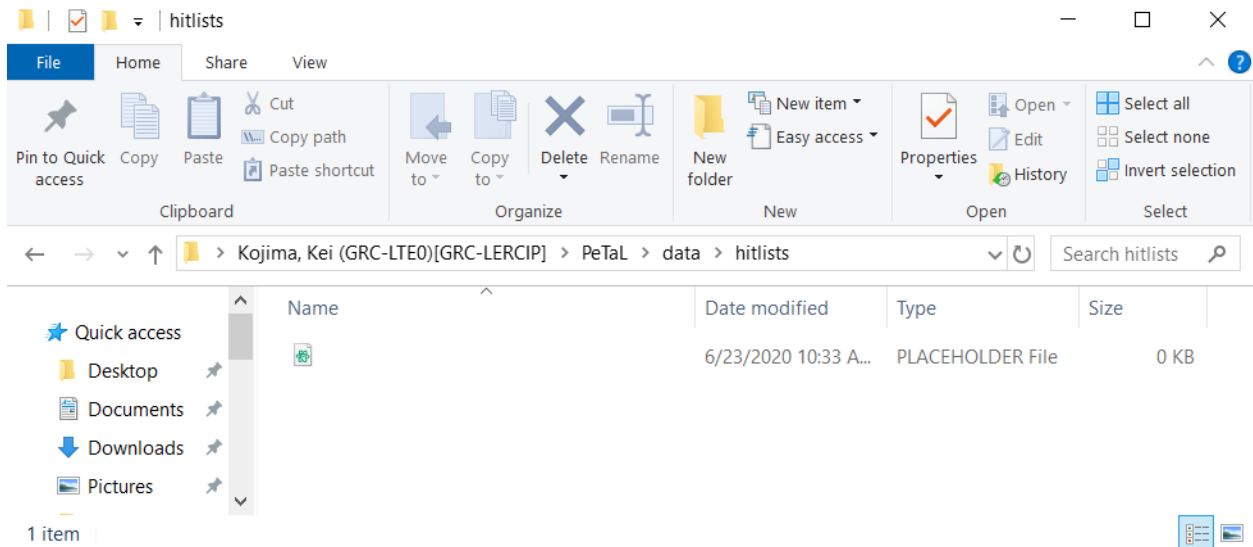 hitlists
File Home Share View
Pin to Quick access
Copy
Paste
Cut
Copy path
Paste shortcut
Clipboard
Move to
Copy to
Delete
Rename
Organize
New folder
New item
Easy access
New
Properties
Open
Edit
History
Open
Select all
Select none
Invert selection
Select
Kojima, Kei (GRC-LTE0)[GRC-LERCIP] > PeTaL > data > hitlists
Search hitlists
Name Date modified Type Size
6/23/2020 10:33 A... PLACEHOLDER File 0 KB
Quick access
Desktop
Documents
Downloads
Pictures
1 item